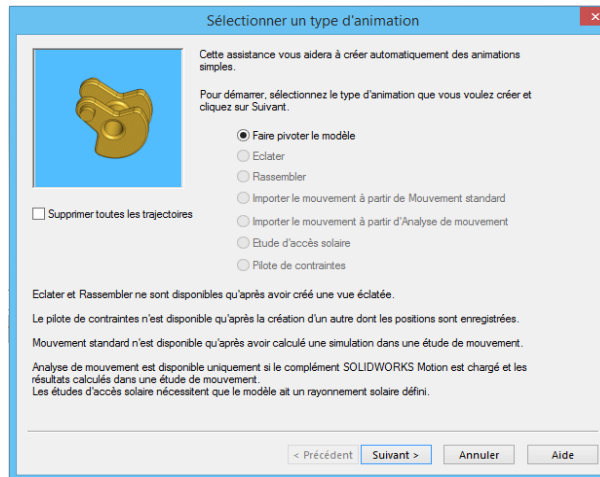 Sélectionner un type d'animation
Cette assistance vous aidera à créer automatiquement des animations
simples.
Pour démarrer, sélectionnez le type d'animation que vous voulez créer et
cliquez sur Suivant.
Faire pivoter le modèle
Eclater
Rassembler
Importer le mouvement à partir de Mouvement standard
Importer le mouvement à partir d'Analyse de mouvement
Etude d'accès solaire
Pilote de contraintes
Supprimer toutes les trajectoires
Eclater et Rassembler ne sont disponibles qu'après avoir créé une vue éclatée.
Le pilote de contraintes n'est disponible qu'après la création d'un autre dont les positions sont enregistrées.
Mouvement standard n'est disponible qu'après avoir calculé une simulation dans une étude de mouvement.
Analyse de mouvement est disponible uniquement si le complément SOLIDWORKS Motion est chargé et les
résultats calculés dans une étude de mouvement.
Les études d'accès solaire nécessitent que le modèle ait un rayonnement solaire défini.
< Précédent
Suivant >
Annuler
Aide